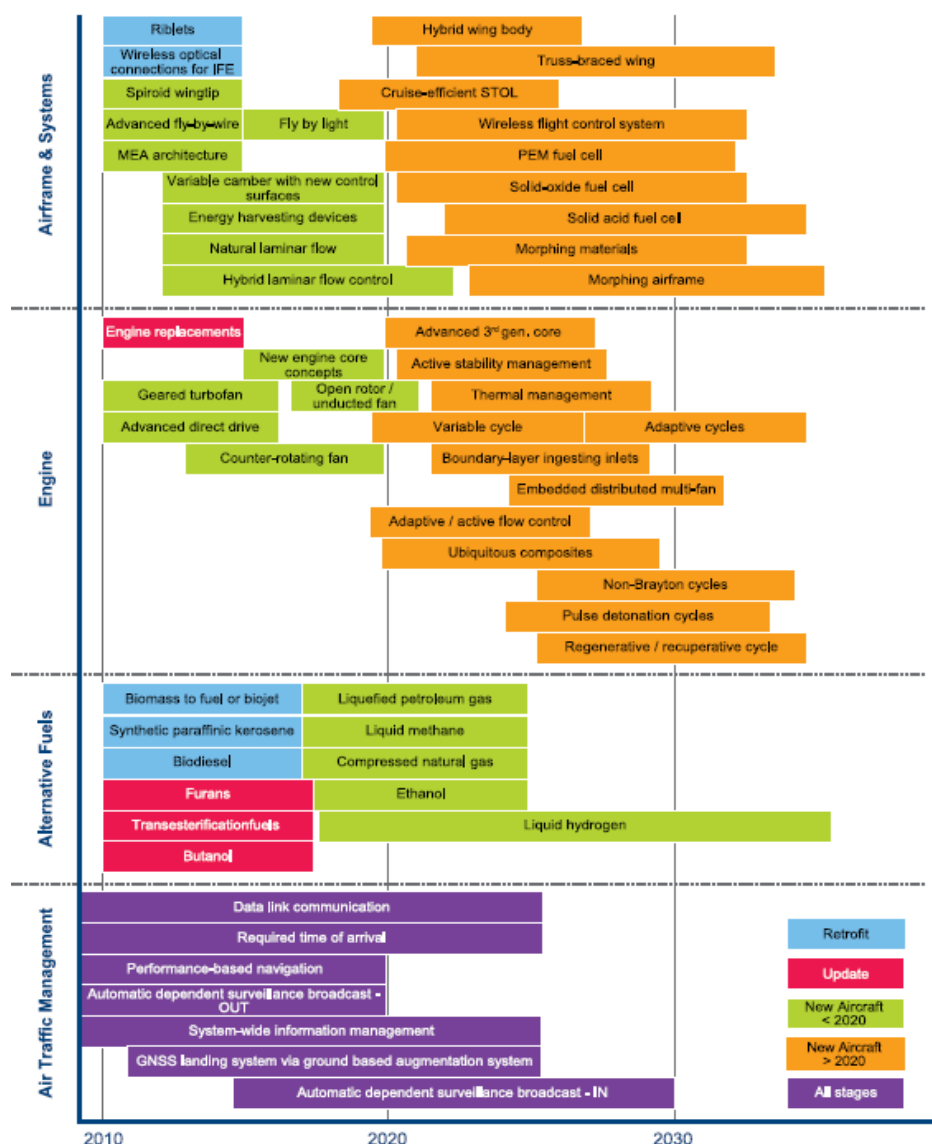 Airframe & Systems
Riblets
Hybrid wing body
Wireless optical
connections for IFE
Truss-braced wing
Spiroid wingtip
Cruise-efficient STOL
Advanced fly-by-wire
Fly by light
Wireless flight control system
MEA architecture
PEM fuel cell
Variable camber with new control
surfaces
Solid-oxide fuel cell
Energy harvesting devices
Solid acid fuel cell
Natural laminar flow
Morphing materials
Hybrid laminar flow control
Morphing airframe
Engine
Engine replacements
Advanced 3rd gen. core
New engine core
concepts
Active stability management
Geared turbofan
Open rotor /
unducted fan
Thermal management
Advanced direct drive
Variable cycle
Adaptive cycles
Counter-rotating fan
Boundary-layer ingesting inlets
Embedded distributed multi-fan
Adaptive / active flow control
Ubiquitous composites
Non-Brayton cycles
Pulse detonation cycles
Regenerative / recuperative cycle
Alternative Fuels
Biomass to fuel or biojet
Liquefied petroleum gas
Synthetic paraffinic kerosene
Liquid methane
Biodiesel
Compressed natural gas
Furans
Ethanol
Transesterificationfuels
Liquid hydrogen
Butanol
Air Traffic Management
Data link communication
Required time of arrival
Performance-based navigation
Automatic dependent surveillance broadcast -
OUT
System-wide information management
GNSS landing system via ground based augmentation system
Automatic dependent surveillance broadcast - IN
Retrofit
Update
New Aircraft
< 2020
New Aircraft
> 2020
All stages
2010
2020
2030